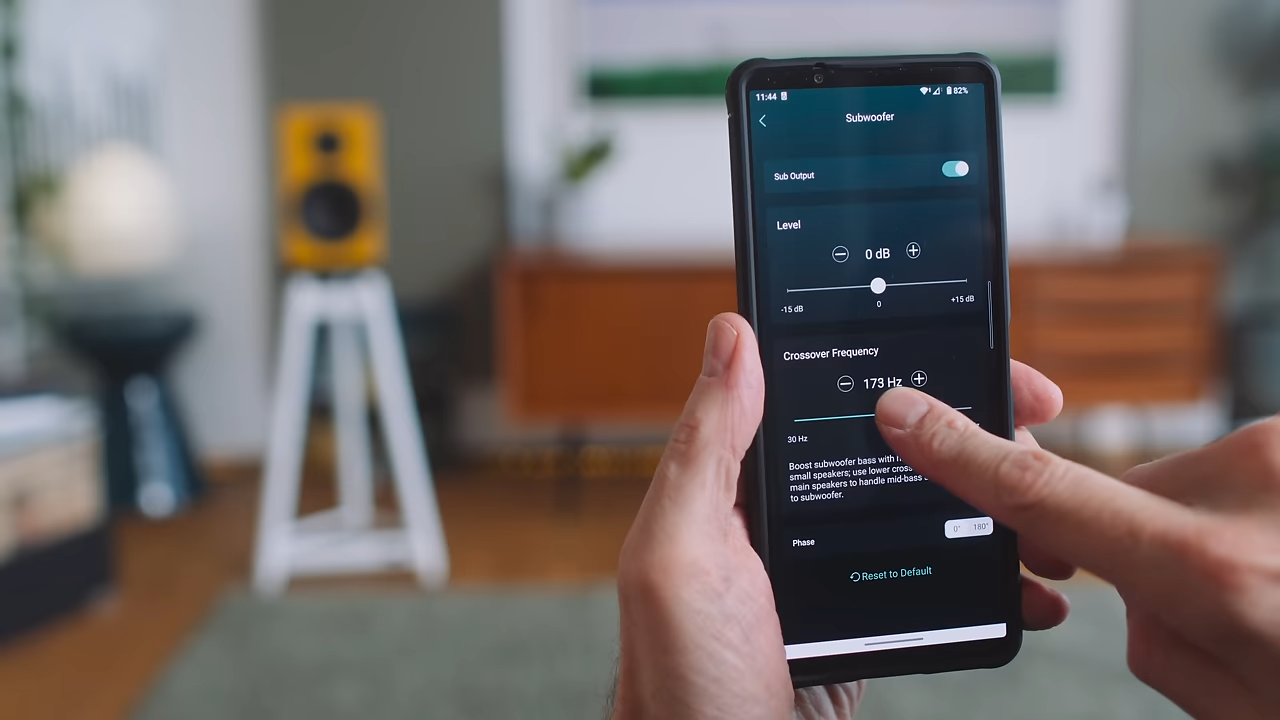 11:44 82%
Subwoofer
Sub Output
Level
0 dB
-15 dB 0 +15 dB
Crossover Frequency
173 Hz
30 Hz
Boost subwoofer bass with
small speakers; use lower
main speakers to handle mid-bass
to subwoofer.
Phase 0° 180°
Reset to Default